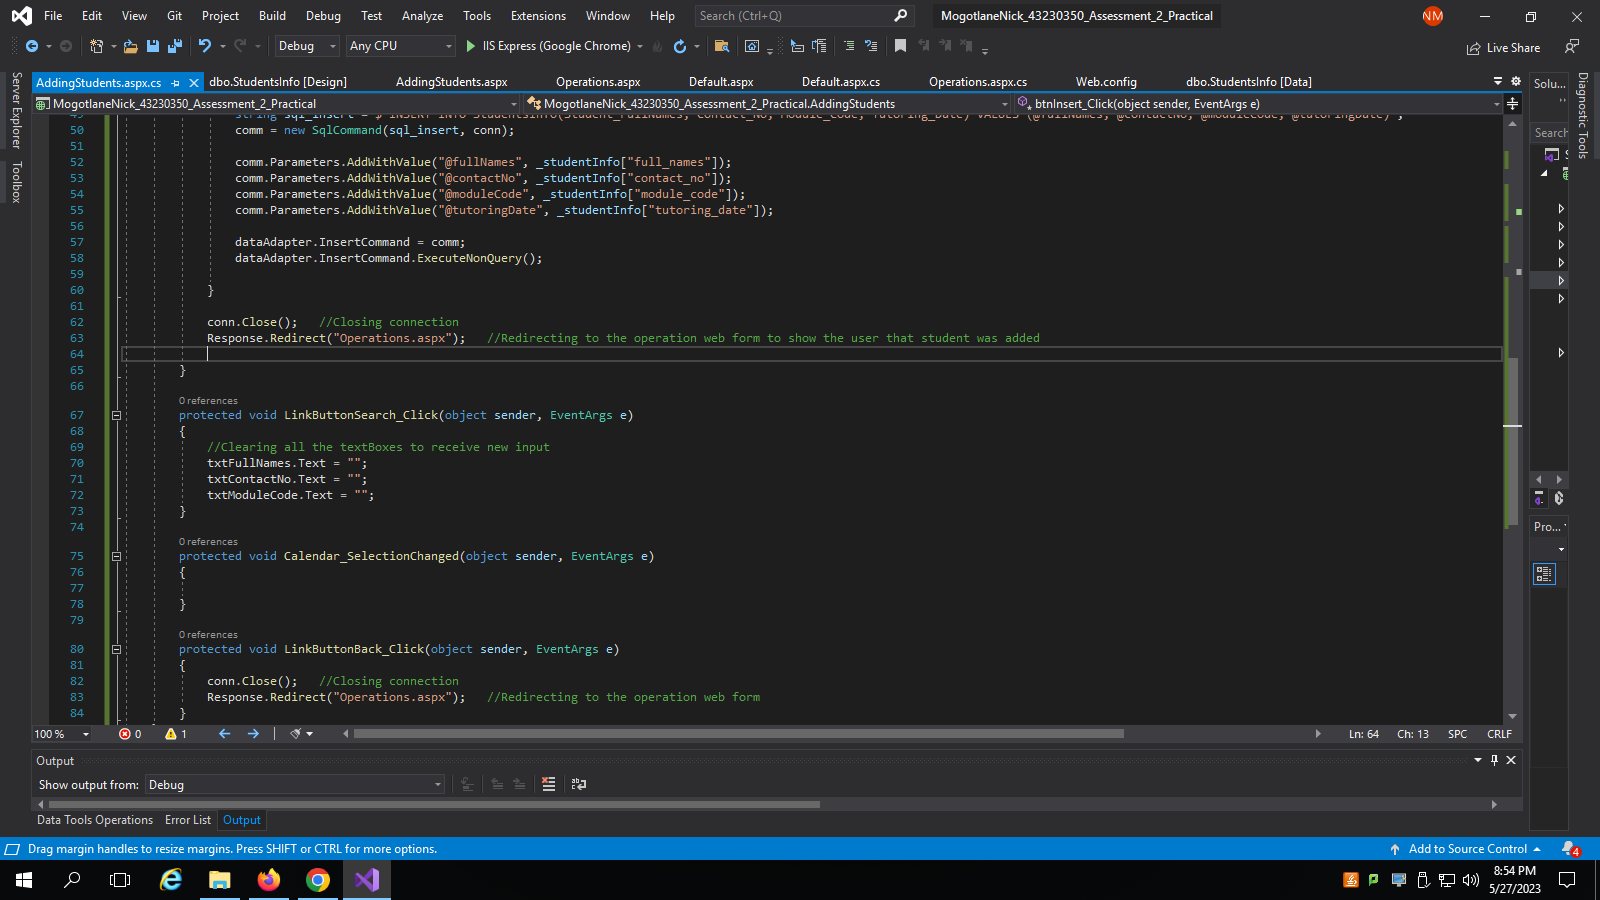 File Edit View Git Project Build Debug Test Analyze Tools Extensions Window Help Search (Ctrl+Q) MogotlaneNick_43230350_Assessment_2_Practical NM
Debug Any CPU IIS Express (Google Chrome) Live Share
AddingStudents.aspx.cs dbo.StudentsInfo [Design] AddingStudents.aspx Operations.aspx Default.aspx Default.aspx.cs Operations.aspx.cs Web.config dbo.StudentsInfo [Data] Solu...
MogotlaneNick_43230350_Assessment_2_Practical MogotlaneNick_43230350_Assessment_2_Practical.AddingStudents btnInsert_Click(object sender, EventArgs e)
Server Explorer
Toolbox
Diagnostic Tools
Search
50 comm = new SqlCommand(sql_insert, conn);
51
52 comm.Parameters.AddWithValue("@fullNames", _studentInfo["full_names"]);
53 comm.Parameters.AddWithValue("@contactNo", _studentInfo["contact_no"]);
54 comm.Parameters.AddWithValue("@moduleCode", _studentInfo["module_code"]);
55 comm.Parameters.AddWithValue("@tutoringDate", _studentInfo["tutoring_date"]);
56
57 dataAdapter.InsertCommand = comm;
58 dataAdapter.InsertCommand.ExecuteNonQuery();
59
60 }
61
62 conn.Close(); //Closing connection
63 Response.Redirect("Operations.aspx"); //Redirecting to the operation web form to show the user that student was added
64
65 }
66
0 references
67 protected void LinkButtonSearch_Click(object sender, EventArgs e)
68 {
69 //Clearing all the textBoxes to receive new input
70 txtFullNames.Text = "";
71 txtContactNo.Text = "";
72 txtModuleCode.Text = "";
73 }
74
0 references
75 protected void Calendar_SelectionChanged(object sender, EventArgs e)
76 {
77
78 }
79
0 references
80 protected void LinkButtonBack_Click(object sender, EventArgs e)
81 {
82 conn.Close(); //Closing connection
83 Response.Redirect("Operations.aspx"); //Redirecting to the operation web form
84 }
Pro...
100 % 0 1 Ln: 64 Ch: 13 SPC CRLF
Output
Show output from: Debug
Data Tools Operations Error List Output
Drag margin handles to resize margins. Press SHIFT or CTRL for more options. Add to Source Control 4
8:54 PM
5/27/2023